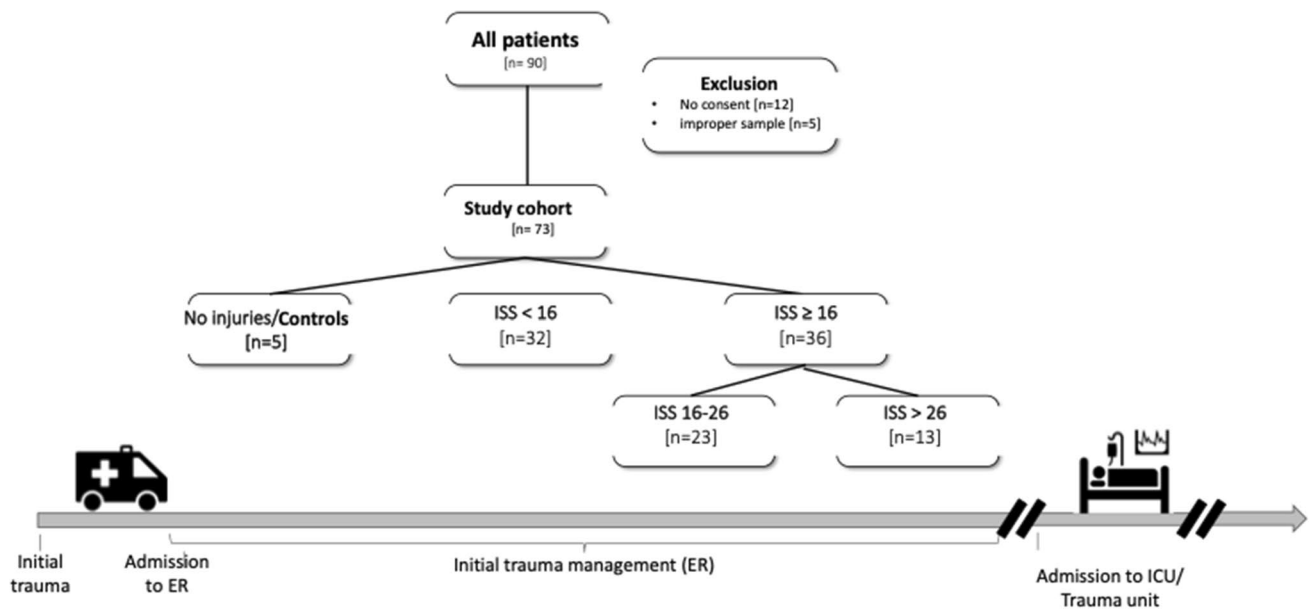 All patients
[n= 90]
Exclusion
• No consent [n=12]
• improper sample [n=5]
Study cohort
[n= 73]
No injuries/Controls
[n=5]
ISS < 16
[n=32]
ISS ≥ 16
[n=36]
ISS 16-26
[n=23]
ISS > 26
[n=13]
Initial
trauma
Admission
to ER
Initial trauma management (ER)
Admission to ICU/
Trauma unit